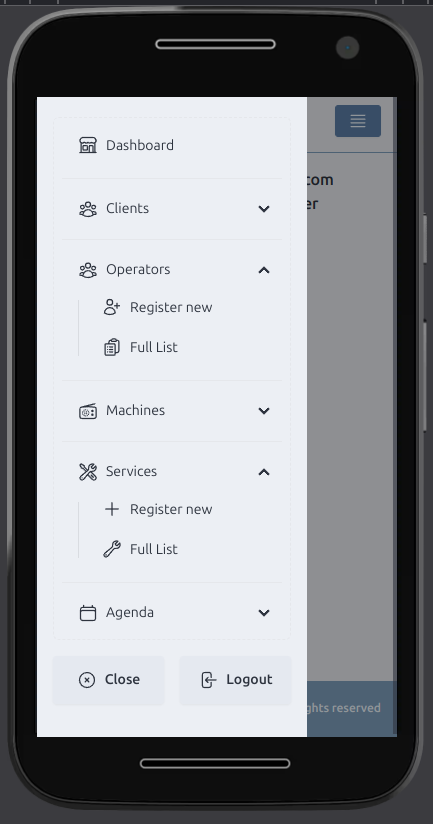 Dashboard
Clients
com
er
Operators
Register new
Full List
Machines
Services
Register new
Full List
Agenda
Close
Logout
ghts reserved